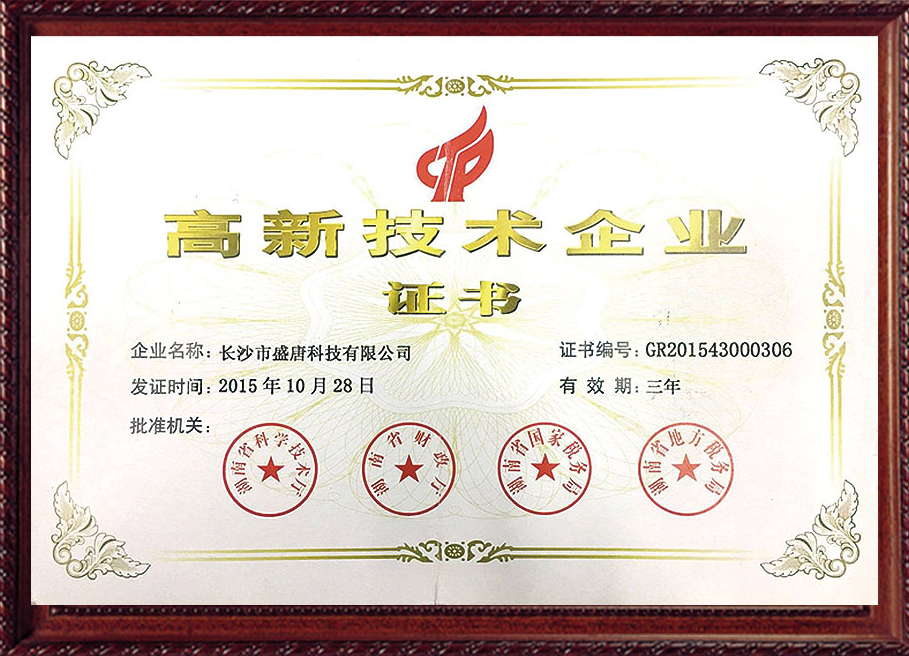 高新技术企业
证书
企业名称：长沙市盛唐科技有限公司
证书编号：GR201543000306
发证时间：2015年10月28日
有效期：三年
批准机关：
湖南省科学技术厅
湖南省财政厅
湖南省国家税务局
湖南省地方税务局